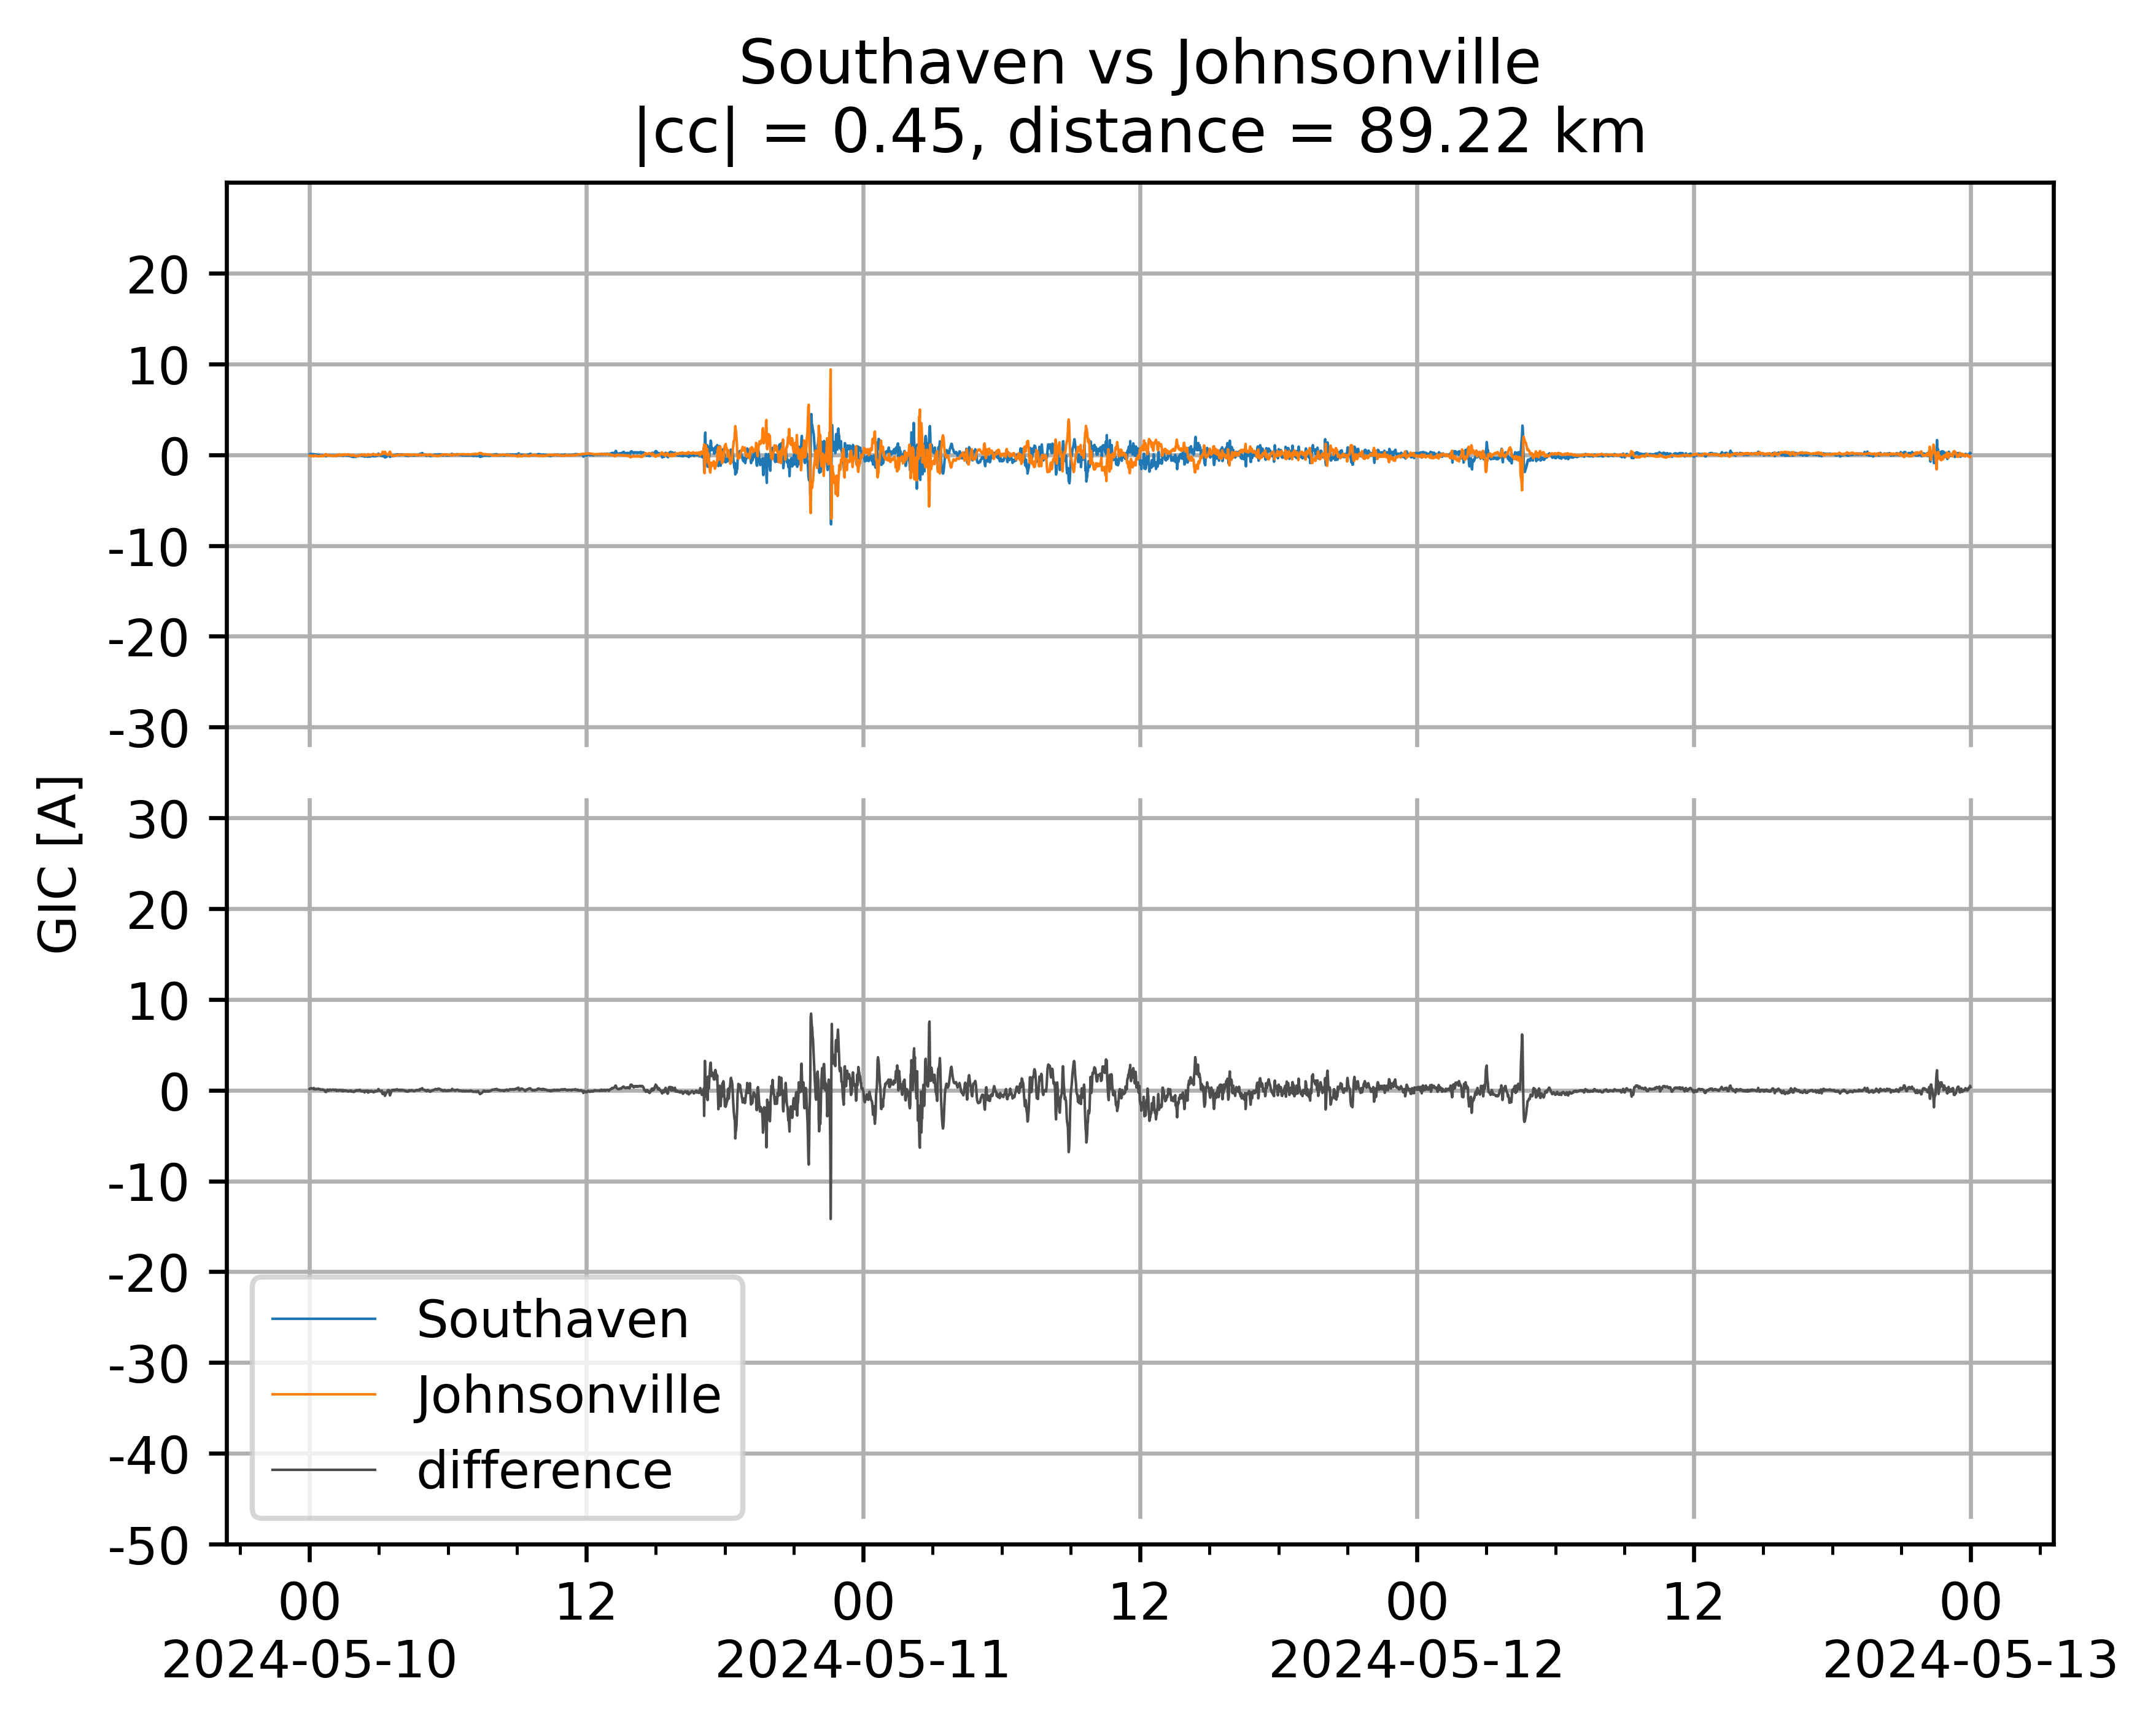 Southaven vs Johnsonville
|cc| = 0.45, distance = 89.22 km
GIC [A]
20
10
0
-10
-20
-30
30
20
10
0
-10
-20
-30
-40
-50
Southaven
Johnsonville
difference
00 12 00 12 00 12 00
2024-05-10 2024-05-11 2024-05-12 2024-05-13